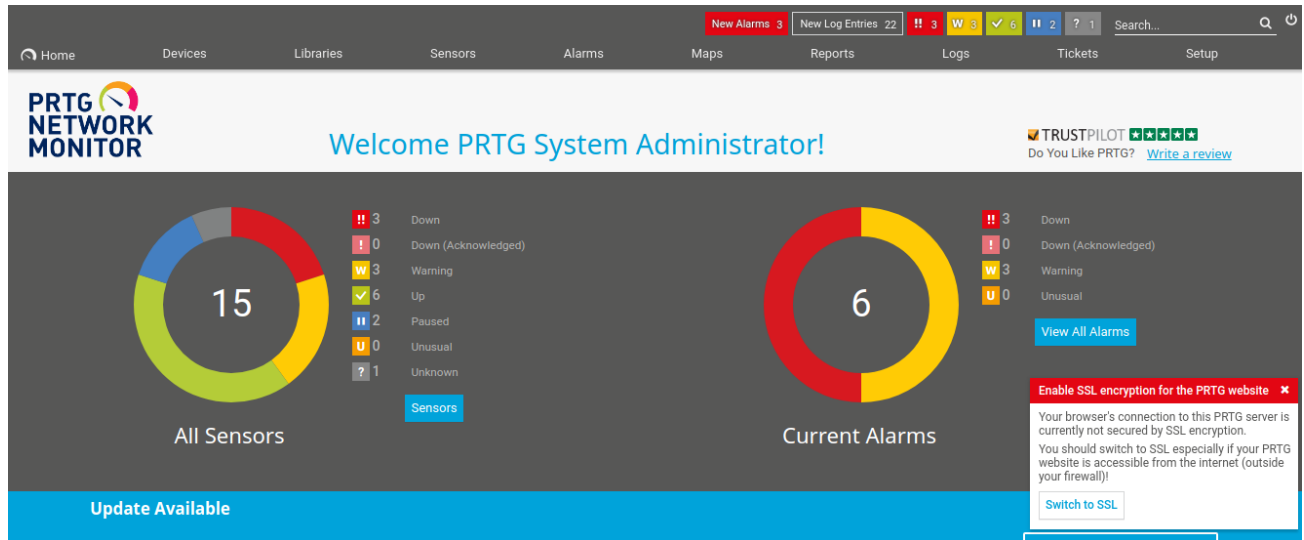 New Alarms 3 New Log Entries 22 !! 3 W 3 6 II 2 ? 1 Search...
Home Devices Libraries Sensors Alarms Maps Reports Logs Tickets Setup
PRTG
NETWORK
MONITOR
Welcome PRTG System Administrator!
TRUSTPILOT
Do You Like PRTG? Write a review
15
All Sensors
!! 3 Down
! 0 Down (Acknowledged)
W 3 Warning
6 Up
II 2 Paused
U 0 Unusual
? 1 Unknown
Sensors
6
Current Alarms
!! 3 Down
! 0 Down (Acknowledged)
W 3 Warning
U 0 Unusual
View All Alarms
Enable SSL encryption for the PRTG website
Your browser's connection to this PRTG server is
currently not secured by SSL encryption.
You should switch to SSL especially if your PRTG
website is accessible from the internet (outside
your firewall)!
Switch to SSL
Update Available